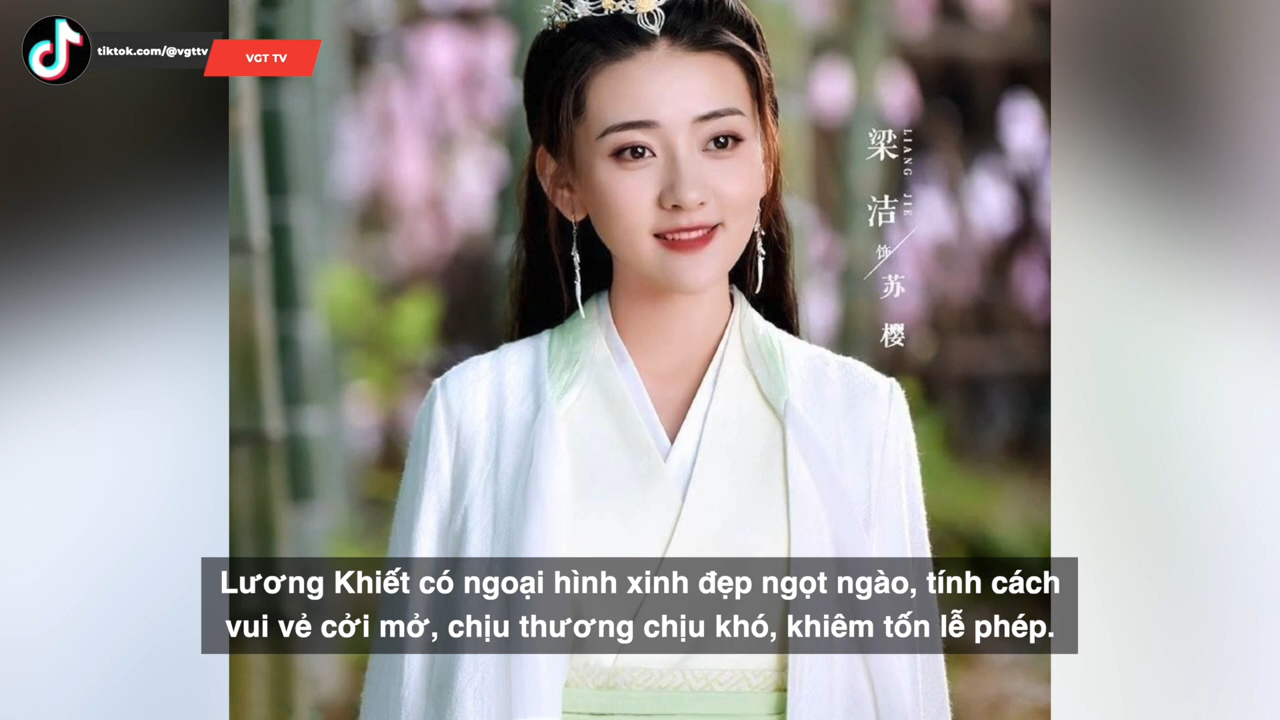 tiktok.com/@vgttv
VGT TV
梁洁
LIANG JIE
饰
苏樱
Lương Khiết có ngoại hình xinh đẹp ngọt ngào, tính cách
vui vẻ cởi mở, chịu thương chịu khó, khiêm tốn lễ phép.